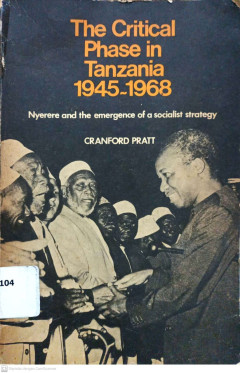 The Critical
Phase in
Tanzania
1945-1968
Nyerere and the emergence of a socialist strategy
CRANFORD PRATT
104